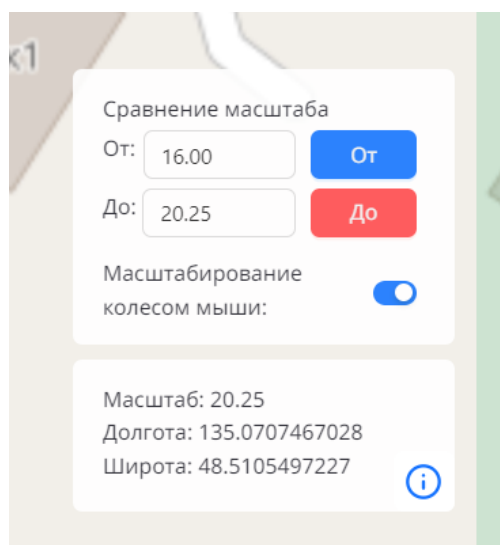 к1
Сравнение масштаба
От: 16.00 От
До: 20.25 До
Масштабирование
колесом мыши:
Масштаб: 20.25
Долгота: 135.0707467028
Широта: 48.5105497227